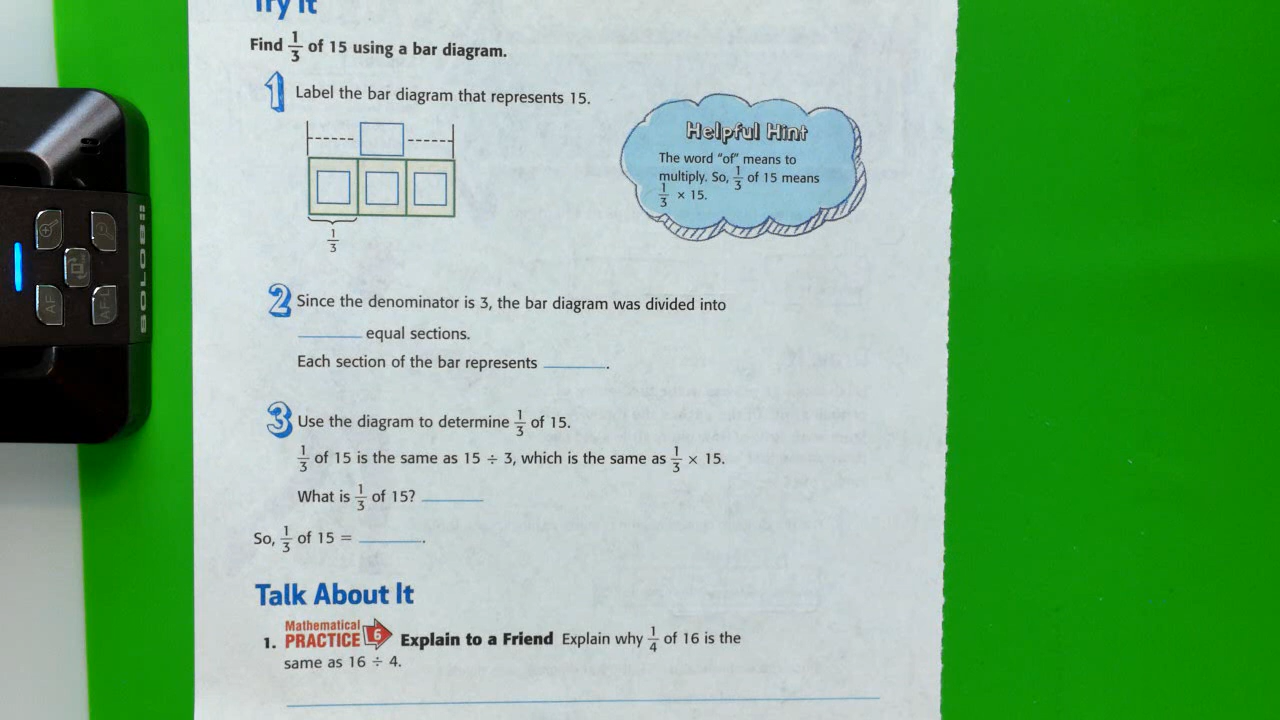 Try It
Find 1/3 of 15 using a bar diagram.
1 Label the bar diagram that represents 15.
1/3
Helpful Hint
The word "of" means to
multiply. So, 1/3 of 15 means
1/3 × 15.
2 Since the denominator is 3, the bar diagram was divided into
______ equal sections.
Each section of the bar represents ______.
3 Use the diagram to determine 1/3 of 15.
1/3 of 15 is the same as 15 ÷ 3, which is the same as 1/3 × 15.
What is 1/3 of 15? ______
So, 1/3 of 15 = ______.
Talk About It
Mathematical
1. PRACTICE 6 Explain to a Friend Explain why 1/4 of 16 is the
same as 16 ÷ 4.
AF
AF-L
SOLO8